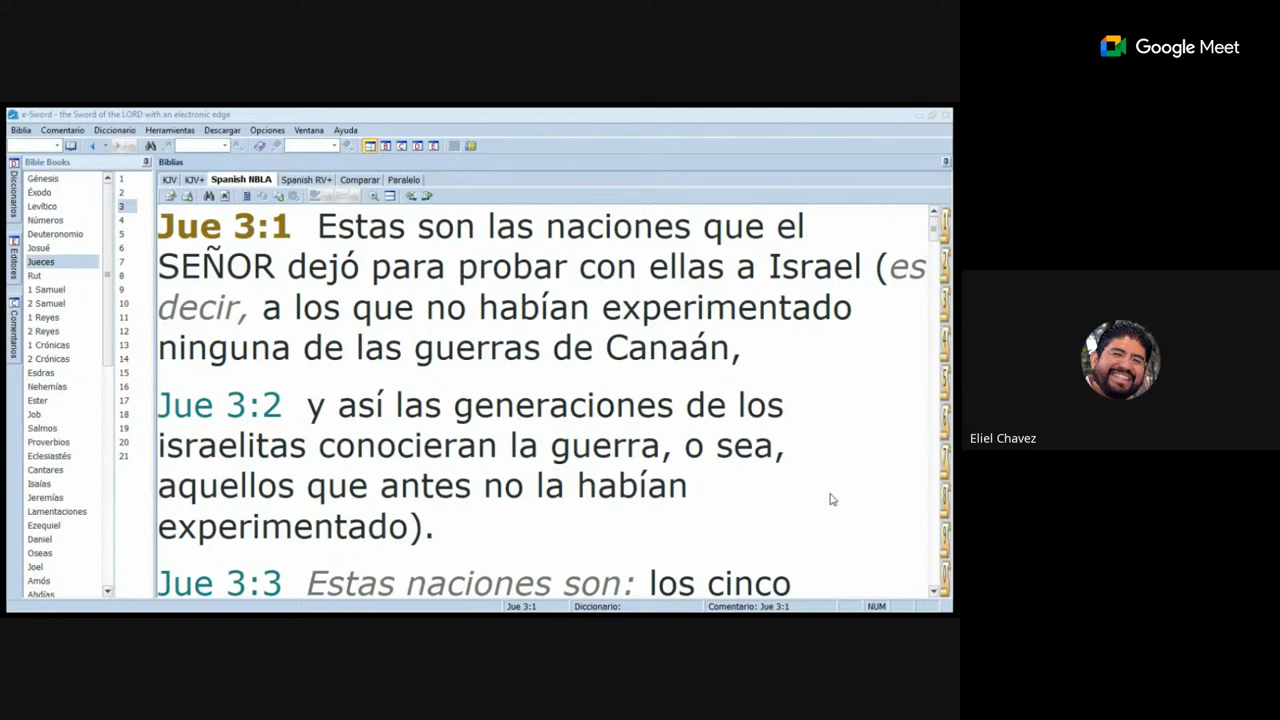 Google Meet
e-Sword - the Sword of the LORD with an electronic edge
Biblia Comentario Diccionario Herramientas Descargar Opciones Ventana Ayuda
Bible Books
Biblias
KJV KJV+ Spanish NBLA Spanish RV+ Comparar Paralelo
Diccionarios
Editores
Comentarios
Génesis
Éxodo
Levítico
Números
Deuteronomio
Josué
Jueces
Rut
1 Samuel
2 Samuel
1 Reyes
2 Reyes
1 Crónicas
2 Crónicas
Esdras
Nehemías
Ester
Job
Salmos
Proverbios
Eclesiastés
Cantares
Isaías
Jeremías
Lamentaciones
Ezequiel
Daniel
Oseas
Joel
Amós
Abdías
1
2
3
4
5
6
7
8
9
10
11
12
13
14
15
16
17
18
19
20
21
Jue 3:1 Estas son las naciones que el
SEÑOR dejó para probar con ellas a Israel (es
decir, a los que no habían experimentado
ninguna de las guerras de Canaán,
Jue 3:2 y así las generaciones de los
israelitas conocieran la guerra, o sea,
aquellos que antes no la habían
experimentado).
Jue 3:3 Estas naciones son: los cinco
Jue 3:1 Diccionario: Comentario: Jue 3:1 NUM
Eliel Chavez